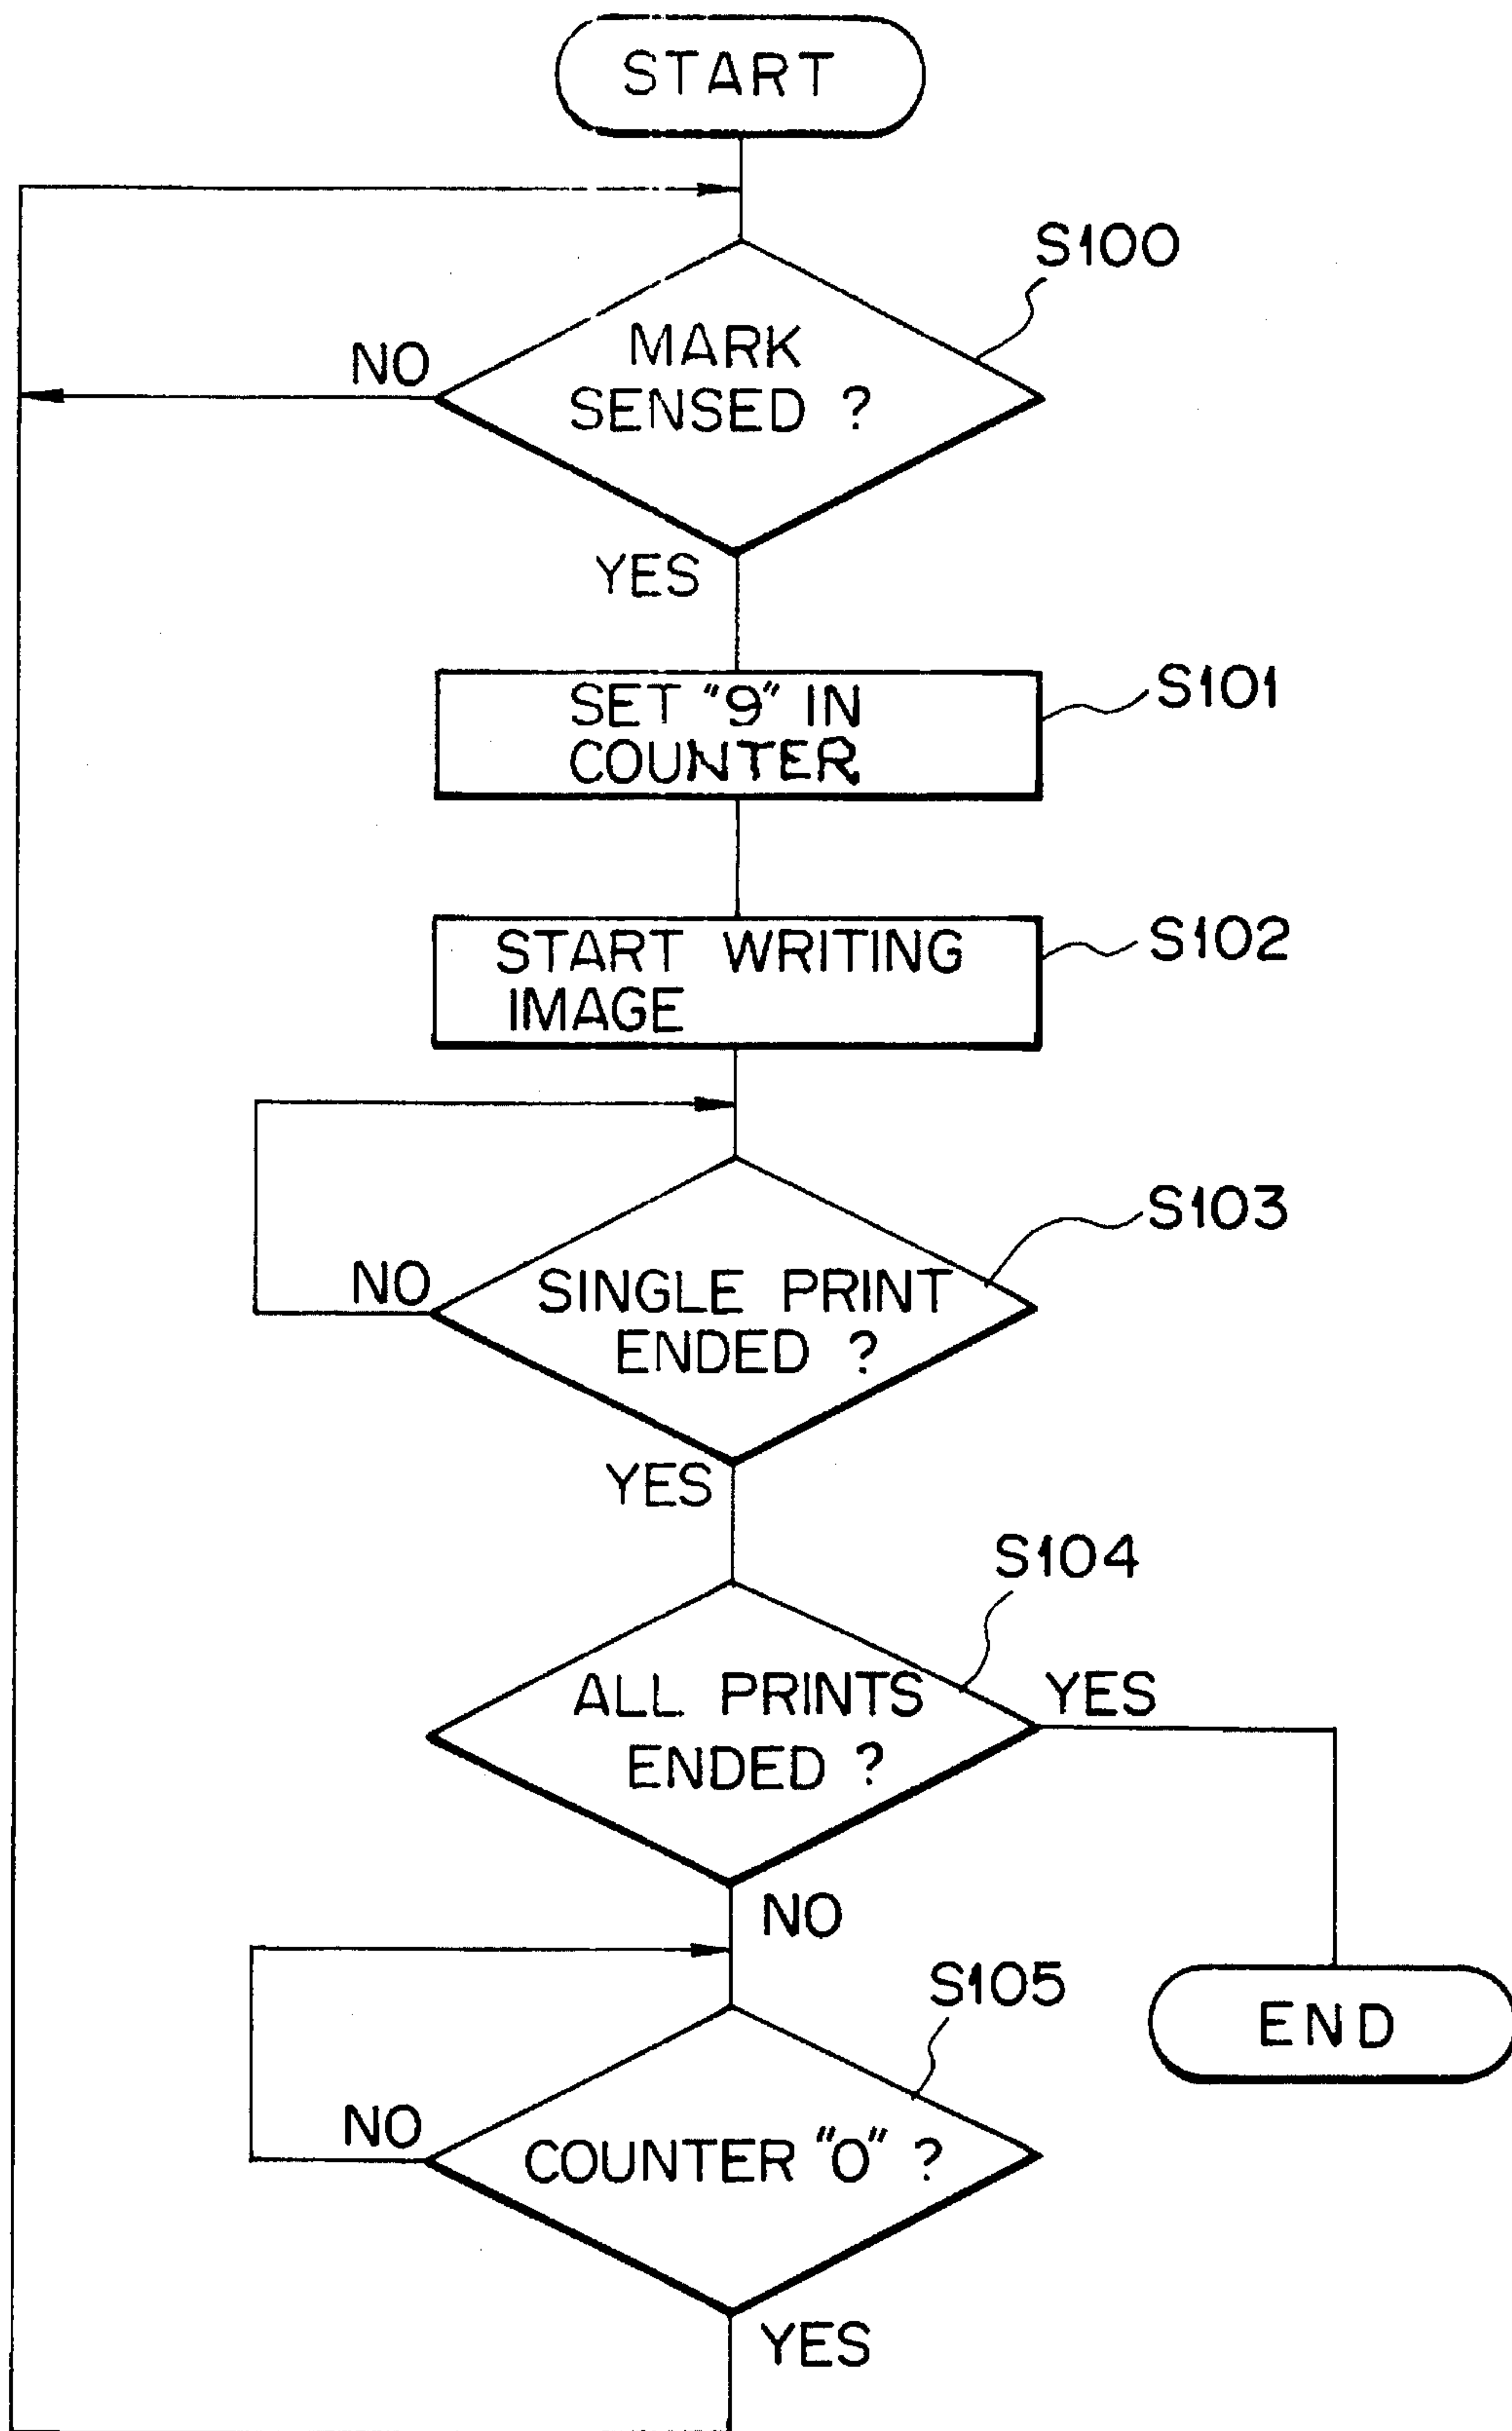 START
S100
MARK
NO
SENSED ?
YES
SET "9" IN
S101
COUNTER
START WRITING
S102
IMAGE
S103
NO
SINGLE PRINT
ENDED ?
YES
S104
ALL PRINTS
YES
ENDED ?
NO
S105
END
NO
COUNTER "0" ?
YES